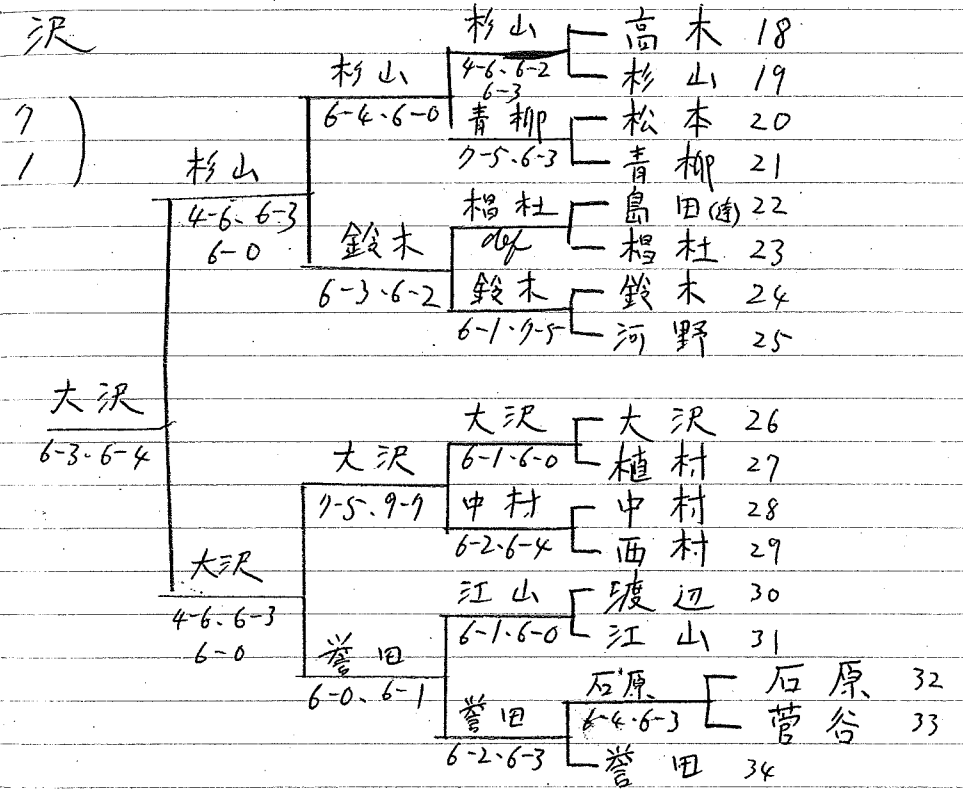 沢
7
1
杉山
高木 18
杉山
4-6、6-2
6-3
杉山 19
6-4・6-0
青柳
松本 20
7-5・6-3
青柳 21
杉山
4-6、6-3
6-0
椙杜
島田(達) 22
def
椙杜 23
鈴木
6-3・6-2
鈴木
鈴木 24
6-1・7-5
河野 25
大沢
6-3・6-4
大沢
大沢 26
大沢
6-1・6-0
植村 27
7-5、9-7
中村
中村 28
6-2・6-4
西村 29
大沢
4-6、6-3
6-0
江山
渡辺 30
6-1・6-0
江山 31
誉田
6-0、6-1
石原
石原 32
6-4・6-3
菅谷 33
誉田
6-2・6-3
誉田 34